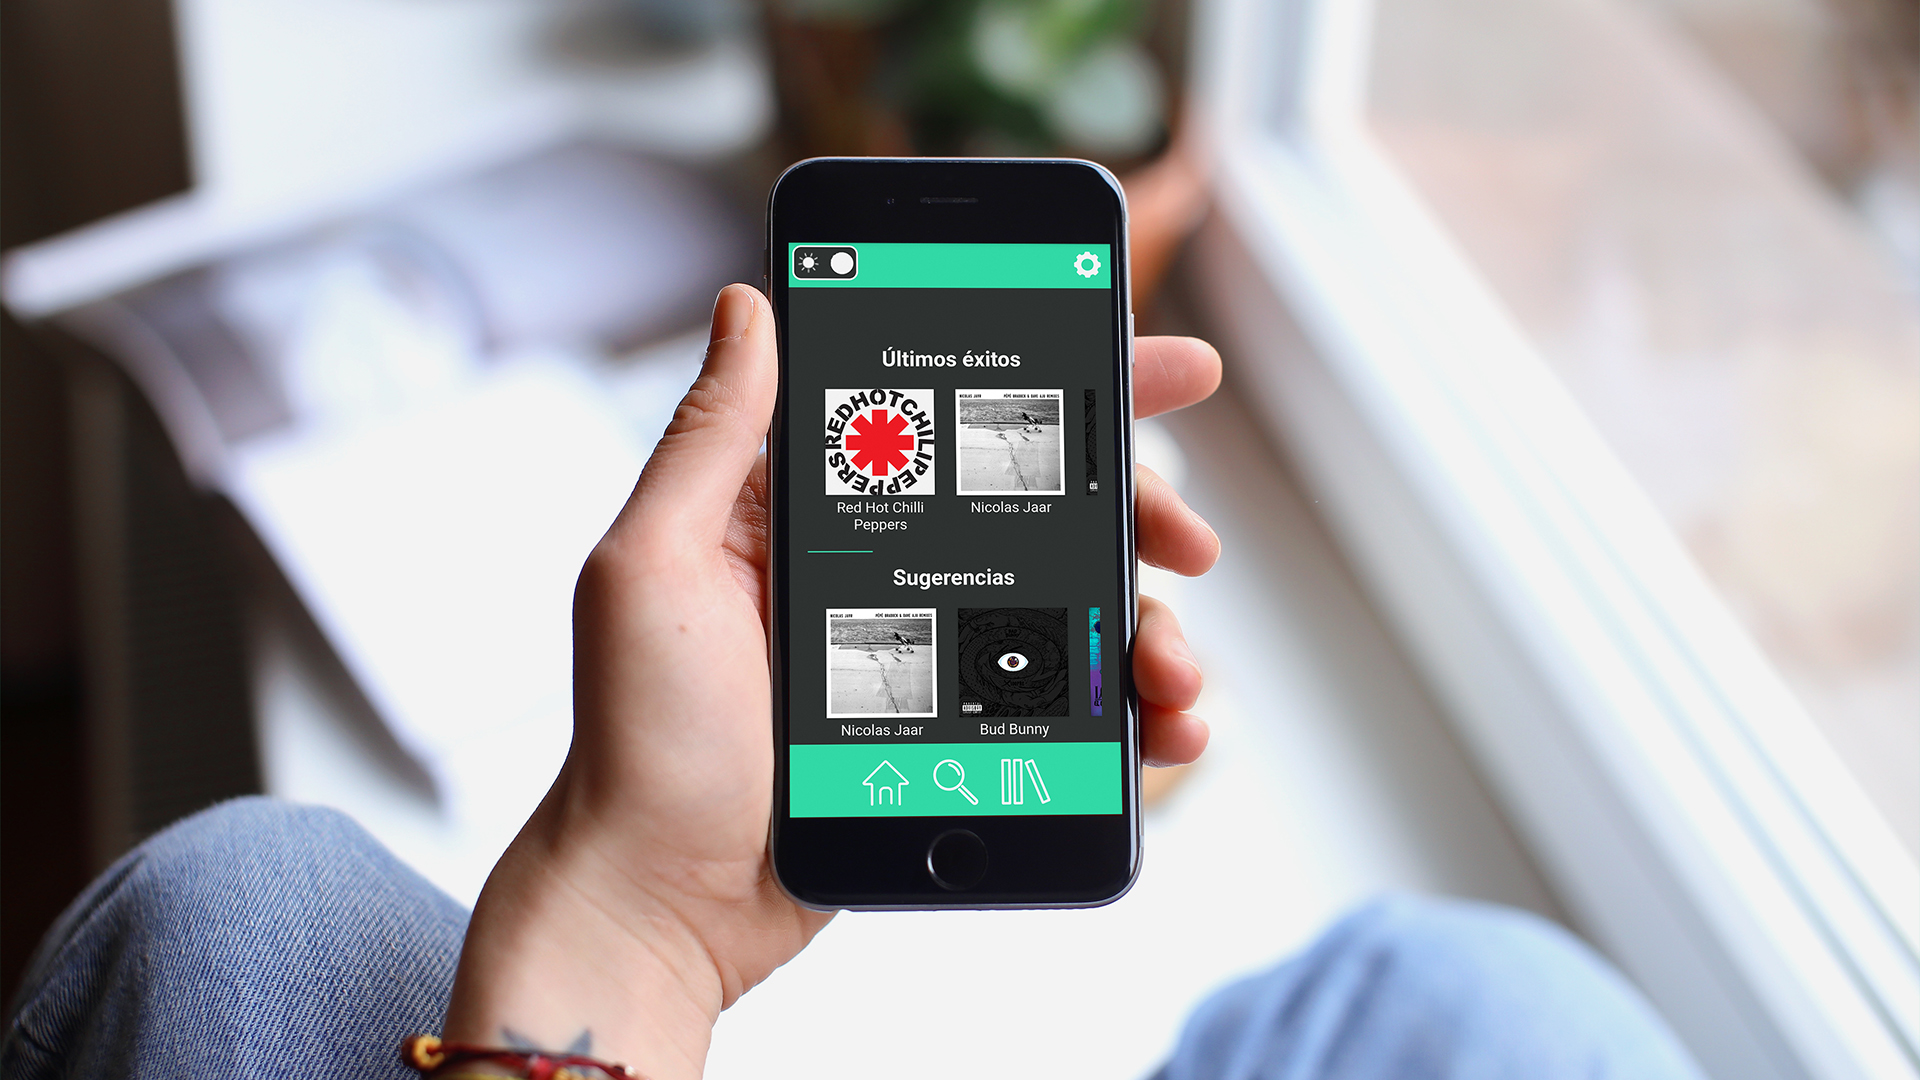 Últimos éxitos
REDHOTCHILIPEPPERS
NICOLAS JAAR
Red Hot Chilli
Peppers
Nicolas Jaar
Sugerencias
NICOLAS JAAR
Nicolas Jaar
Bud Bunny